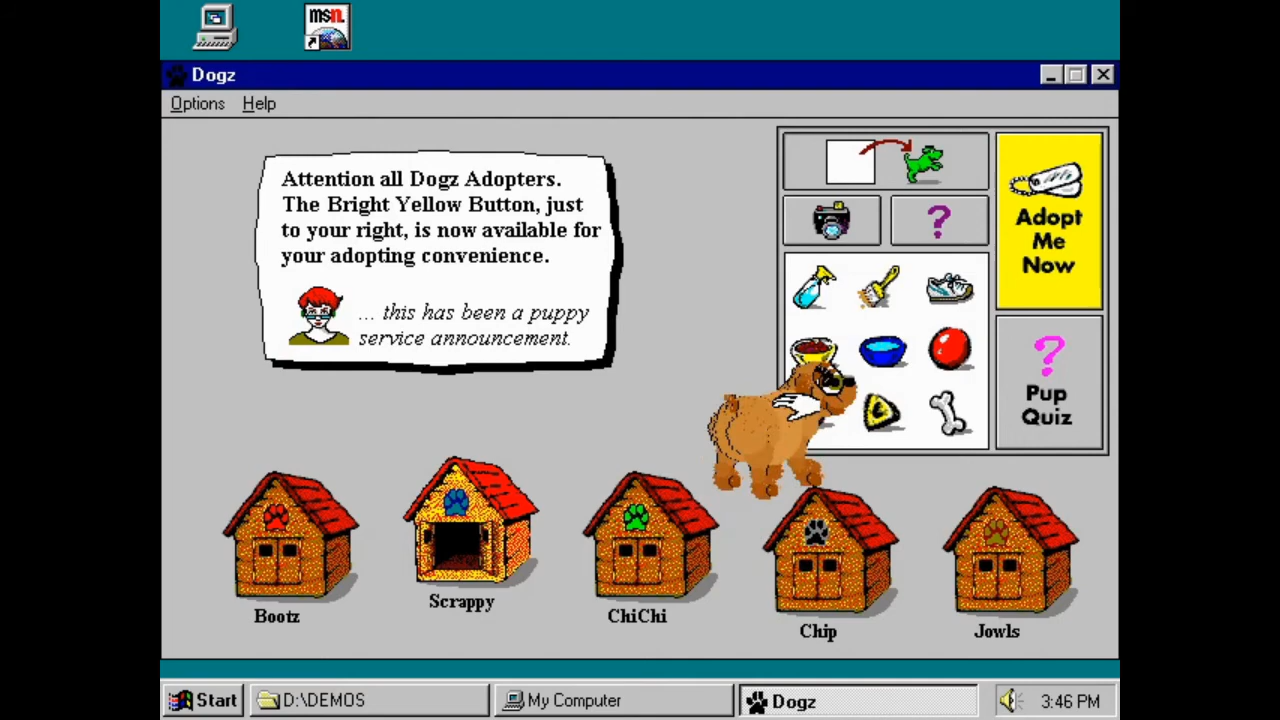 msn.
Dogz
Options Help
Attention all Dogz Adopters.
The Bright Yellow Button, just
to your right, is now available for
your adopting convenience.
... this has been a puppy
service announcement.
?
Adopt
Me
Now
?
Pup
Quiz
Bootz
Scrappy
ChiChi
Chip
Jowls
Start
D:\DEMOS
My Computer
Dogz
3:46 PM